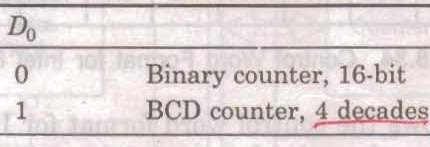 D₀
0 Binary counter, 16-bit
1 BCD counter, 4 decades